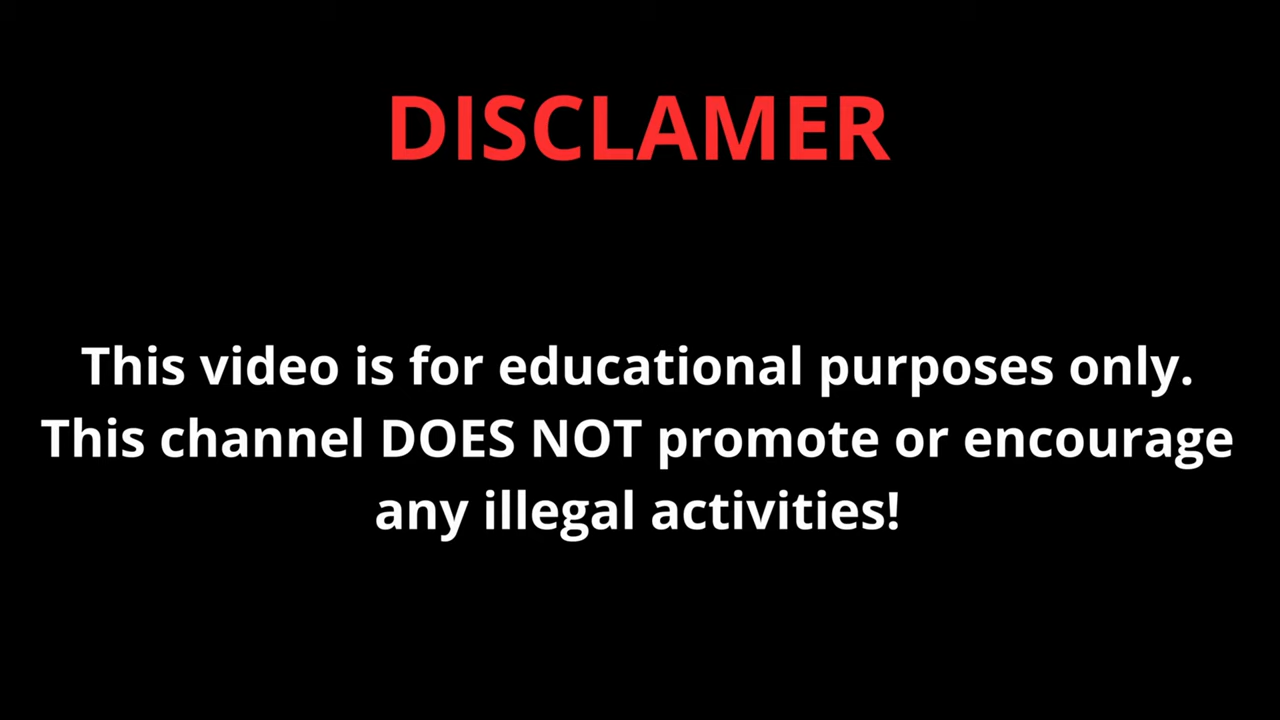 DISCLAMER
This video is for educational purposes only.
This channel DOES NOT promote or encourage
any illegal activities!